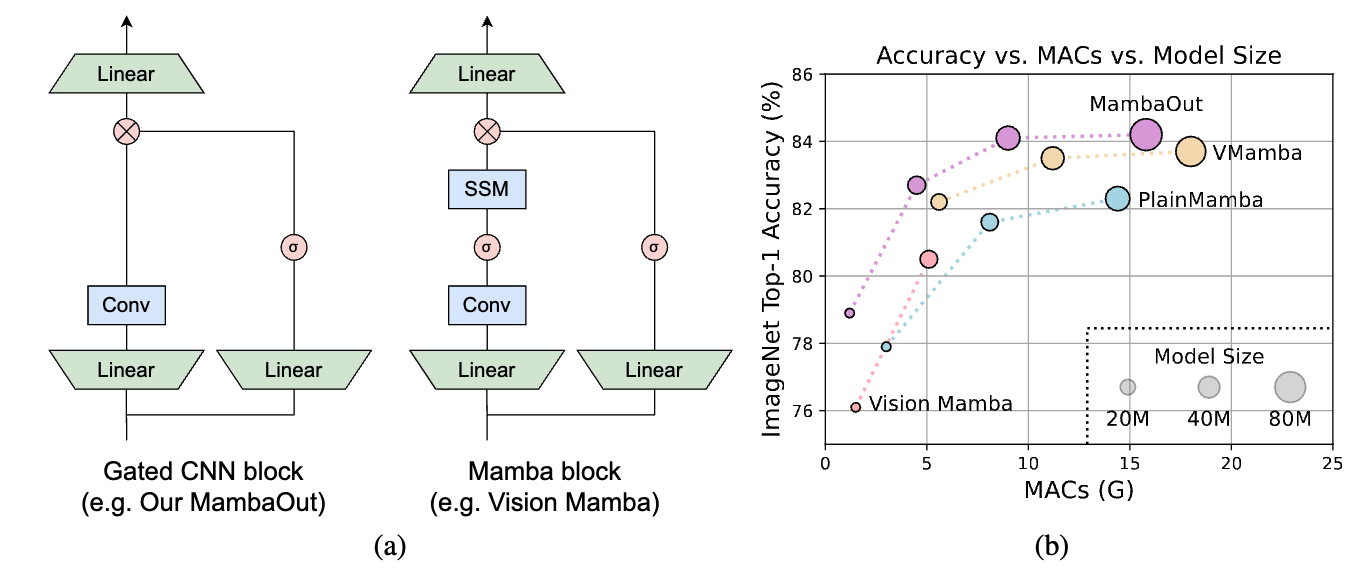 Linear
σ
Conv
Linear
Linear
Gated CNN block
(e.g. Our MambaOut)
Linear
SSM
σ
σ
Conv
Linear
Linear
Mamba block
(e.g. Vision Mamba)
(a)
Accuracy vs. MACs vs. Model Size
ImageNet Top-1 Accuracy (%)
86
84
82
80
78
76
MambaOut
VMamba
PlainMamba
Vision Mamba
Model Size
20M 40M 80M
0 5 10 15 20 25
MACs (G)
(b)